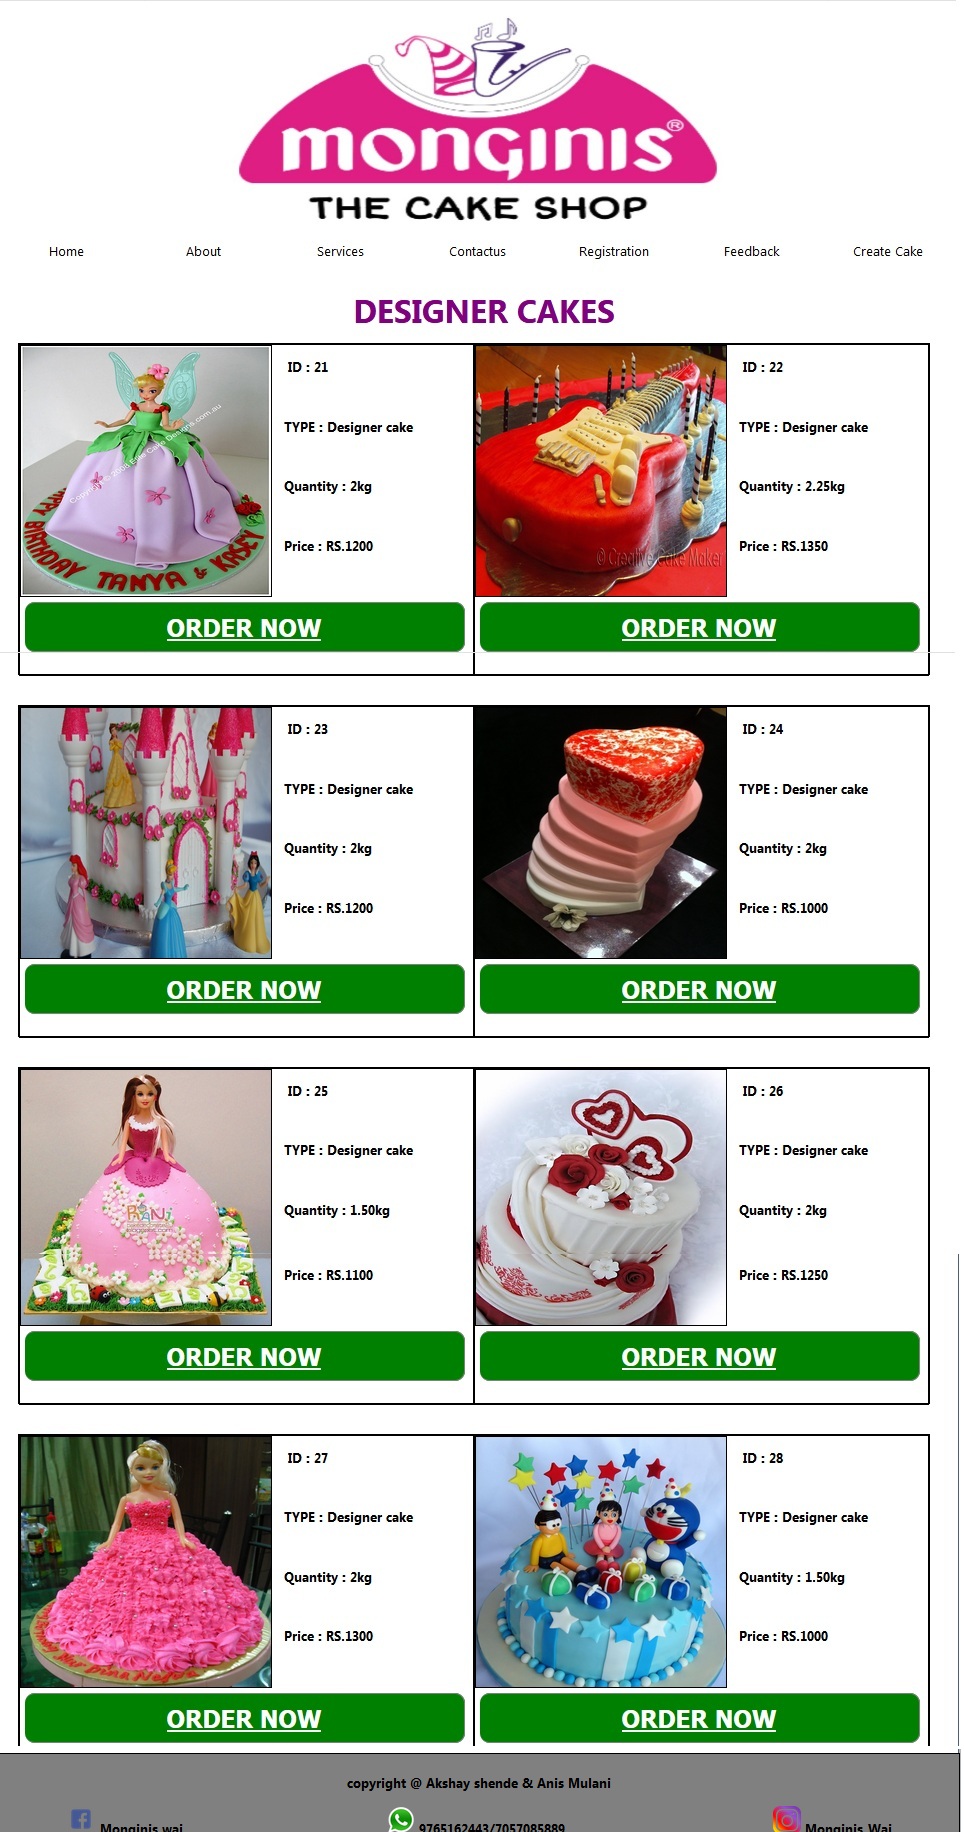 monginis®
THE CAKE SHOP
Home About Services Contactus Registration Feedback Create Cake
DESIGNER CAKES
ID : 21
TYPE : Designer cake
Quantity : 2kg
Price : RS.1200
HAPPY BIRTHDAY TANYA & KASEY
ORDER NOW
ID : 22
TYPE : Designer cake
Quantity : 2.25kg
Price : RS.1350
© Creative Cake Maker
ORDER NOW
ID : 23
TYPE : Designer cake
Quantity : 2kg
Price : RS.1200
ORDER NOW
ID : 24
TYPE : Designer cake
Quantity : 2kg
Price : RS.1000
ORDER NOW
ID : 25
TYPE : Designer cake
Quantity : 1.50kg
Price : RS.1100
ORDER NOW
ID : 26
TYPE : Designer cake
Quantity : 2kg
Price : RS.1250
ORDER NOW
ID : 27
TYPE : Designer cake
Quantity : 2kg
Price : RS.1300
ORDER NOW
ID : 28
TYPE : Designer cake
Quantity : 1.50kg
Price : RS.1000
ORDER NOW
copyright @ Akshay shende & Anis Mulani
Monginis wai 9765162443/7057085889 Monginis Wai